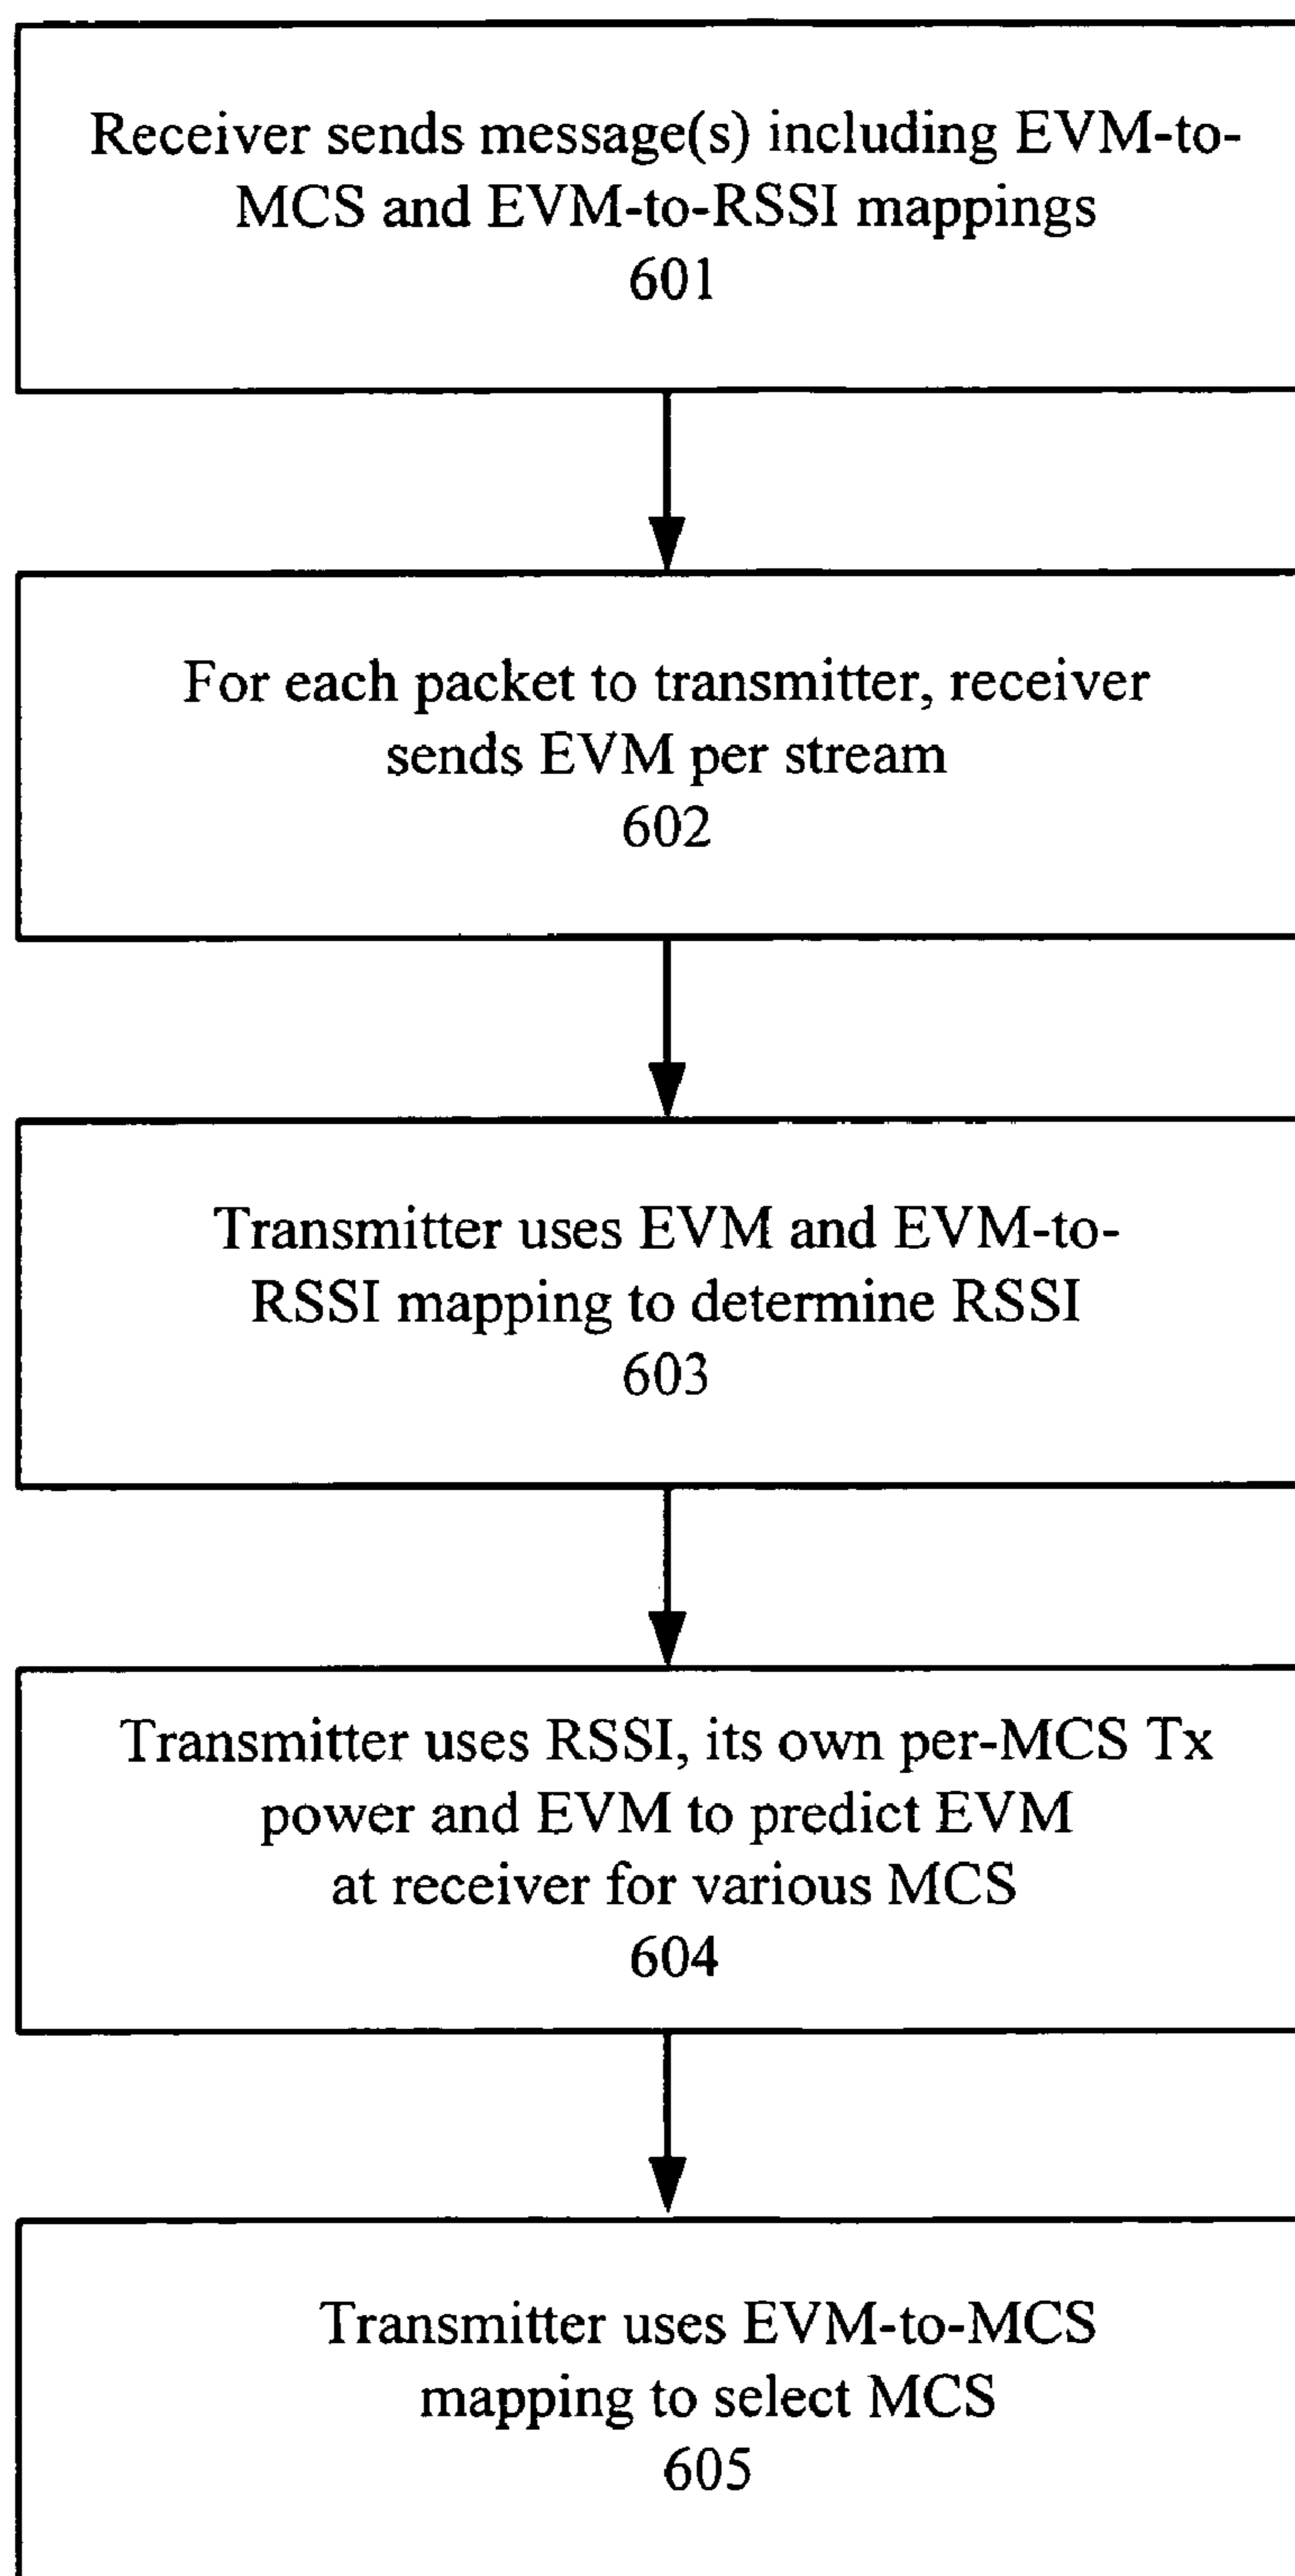 Receiver sends message(s) including EVM-to-
MCS and EVM-to-RSSI mappings
601
For each packet to transmitter, receiver
sends EVM per stream
602
Transmitter uses EVM and EVM-to-
RSSI mapping to determine RSSI
603
Transmitter uses RSSI, its own per-MCS Tx
power and EVM to predict EVM
at receiver for various MCS
604
Transmitter uses EVM-to-MCS
mapping to select MCS
605